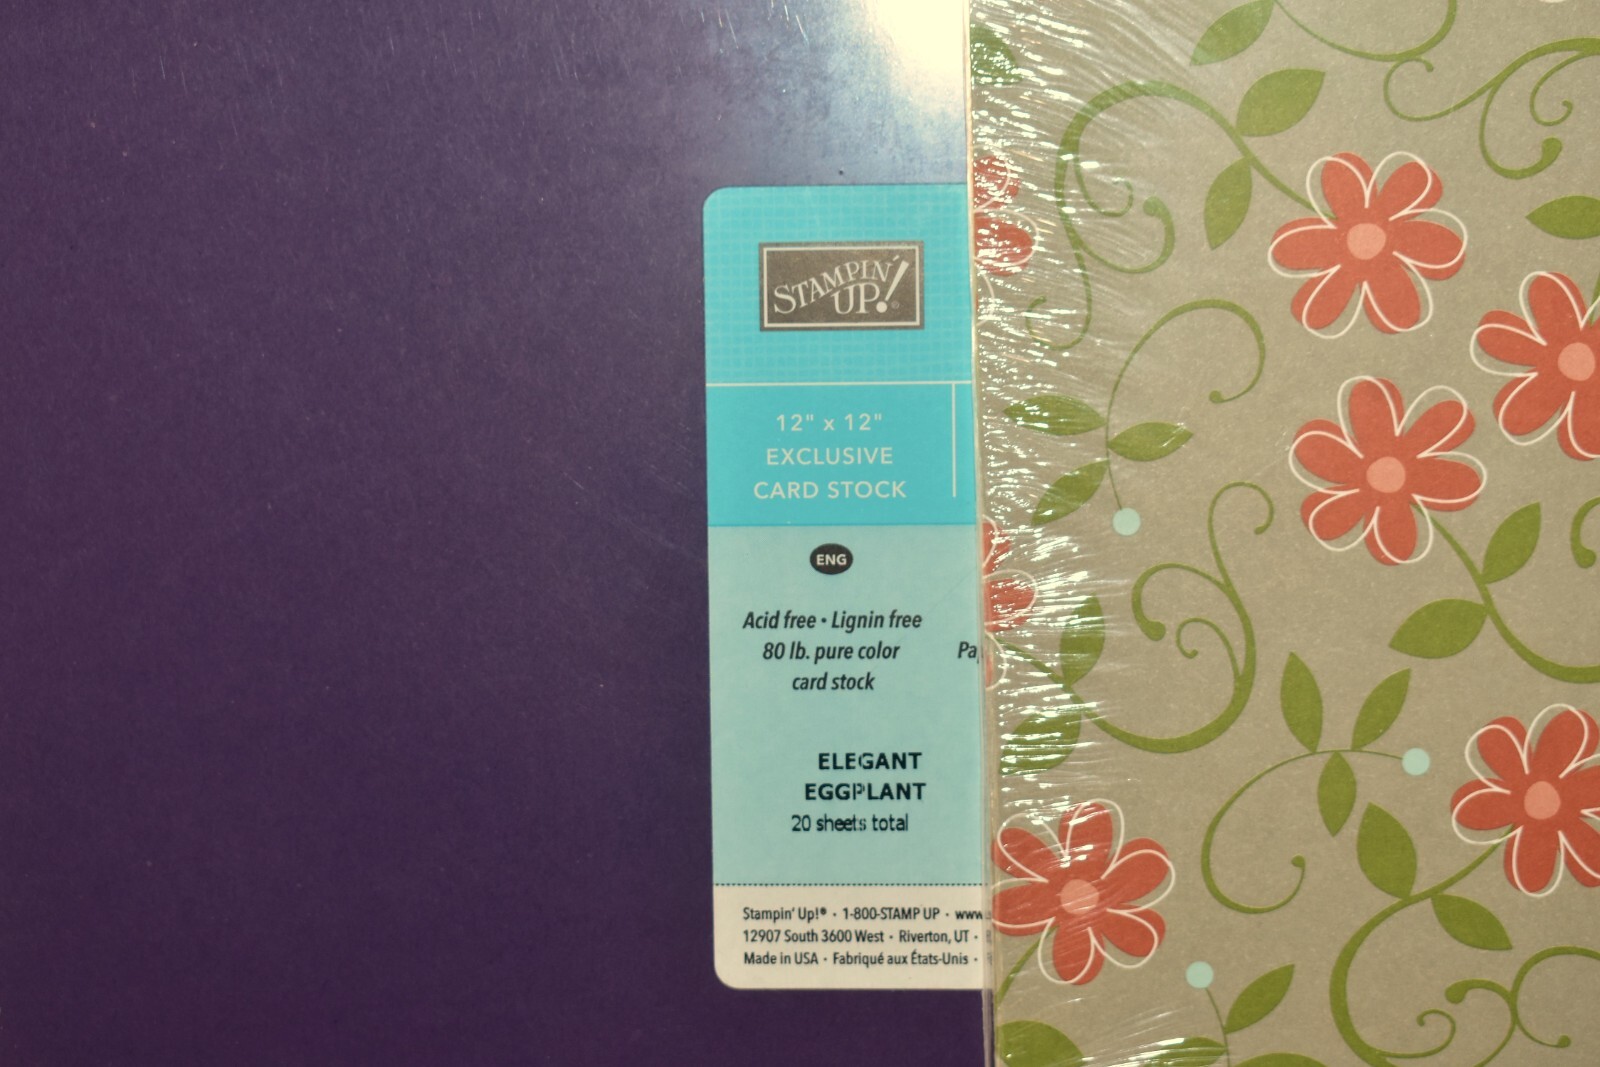 STAMPIN' UP!®
12" x 12"
EXCLUSIVE
CARD STOCK
ENG
Acid free • Lignin free
80 lb. pure color
card stock
ELEGANT
EGGPLANT
20 sheets total
Stampin' Up!® • 1-800-STAMP UP • www
12907 South 3600 West • Riverton, UT •
Made in USA • Fabriqué aux États-Unis •